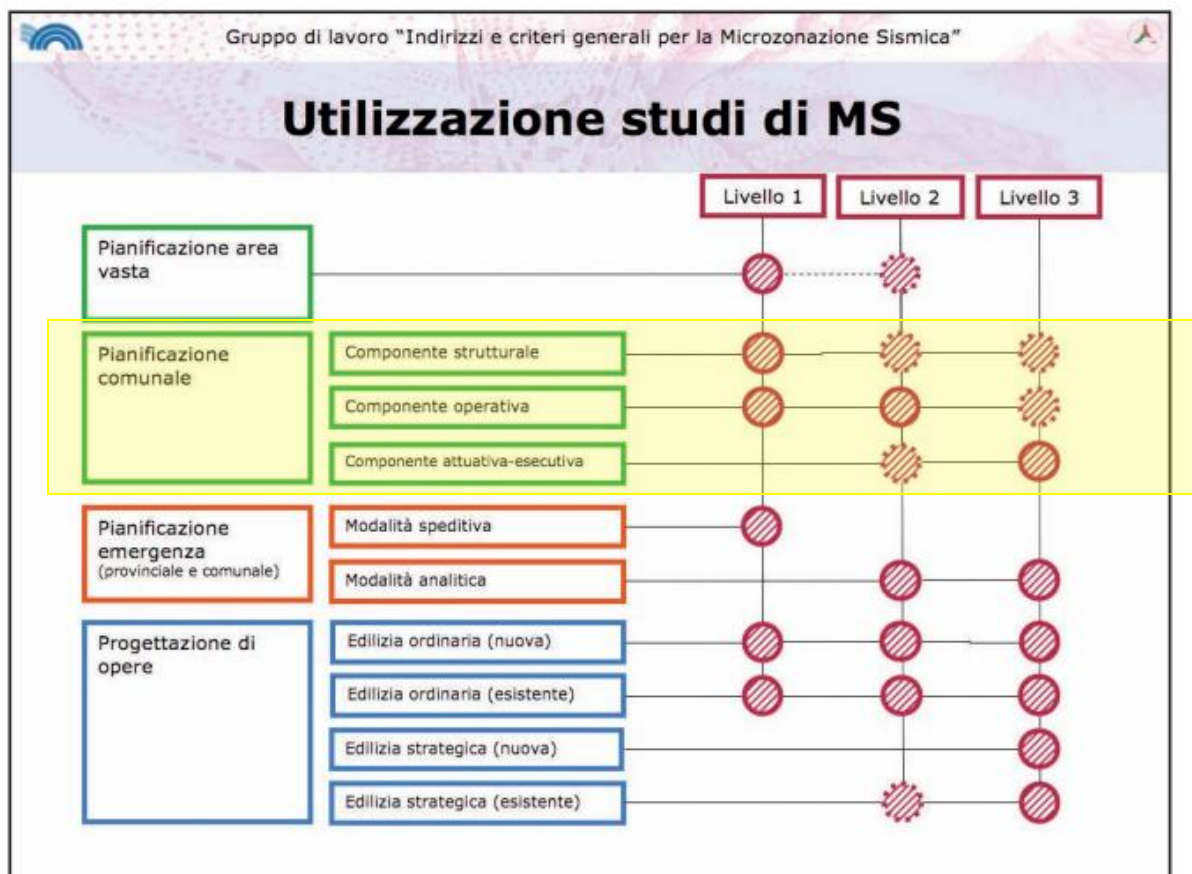 Gruppo di lavoro “Indirizzi e criteri generali per la Microzonazione Sismica”
Utilizzazione studi di MS
Livello 1
Livello 2
Livello 3
Pianificazione area
vasta
Pianificazione
comunale
Componente strutturale
Componente operativa
Componente attuativa-esecutiva
Pianificazione
emergenza
(provinciale e comunale)
Modalità speditiva
Modalità analitica
Progettazione di
opere
Edilizia ordinaria (nuova)
Edilizia ordinaria (esistente)
Edilizia strategica (nuova)
Edilizia strategica (esistente)